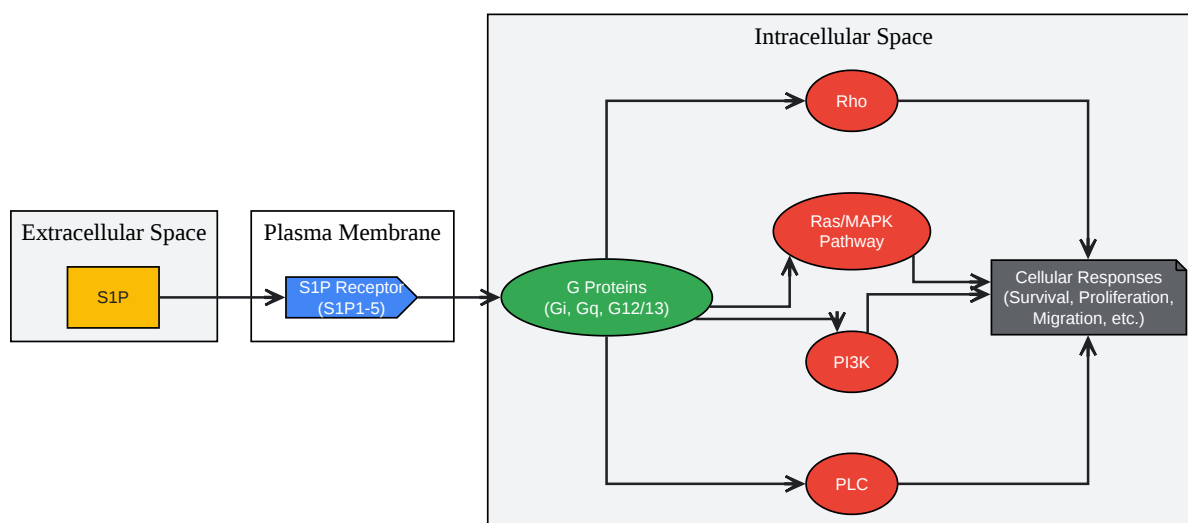 Intracellular Space
Rho
Extracellular Space
Plasma Membrane
Ras/MAPK
Pathway
S1P
S1P Receptor
(S1P1-5)
G Proteins
(Gi, Gq, G12/13)
Cellular Responses
(Survival, Proliferation,
Migration, etc.)
PI3K
PLC